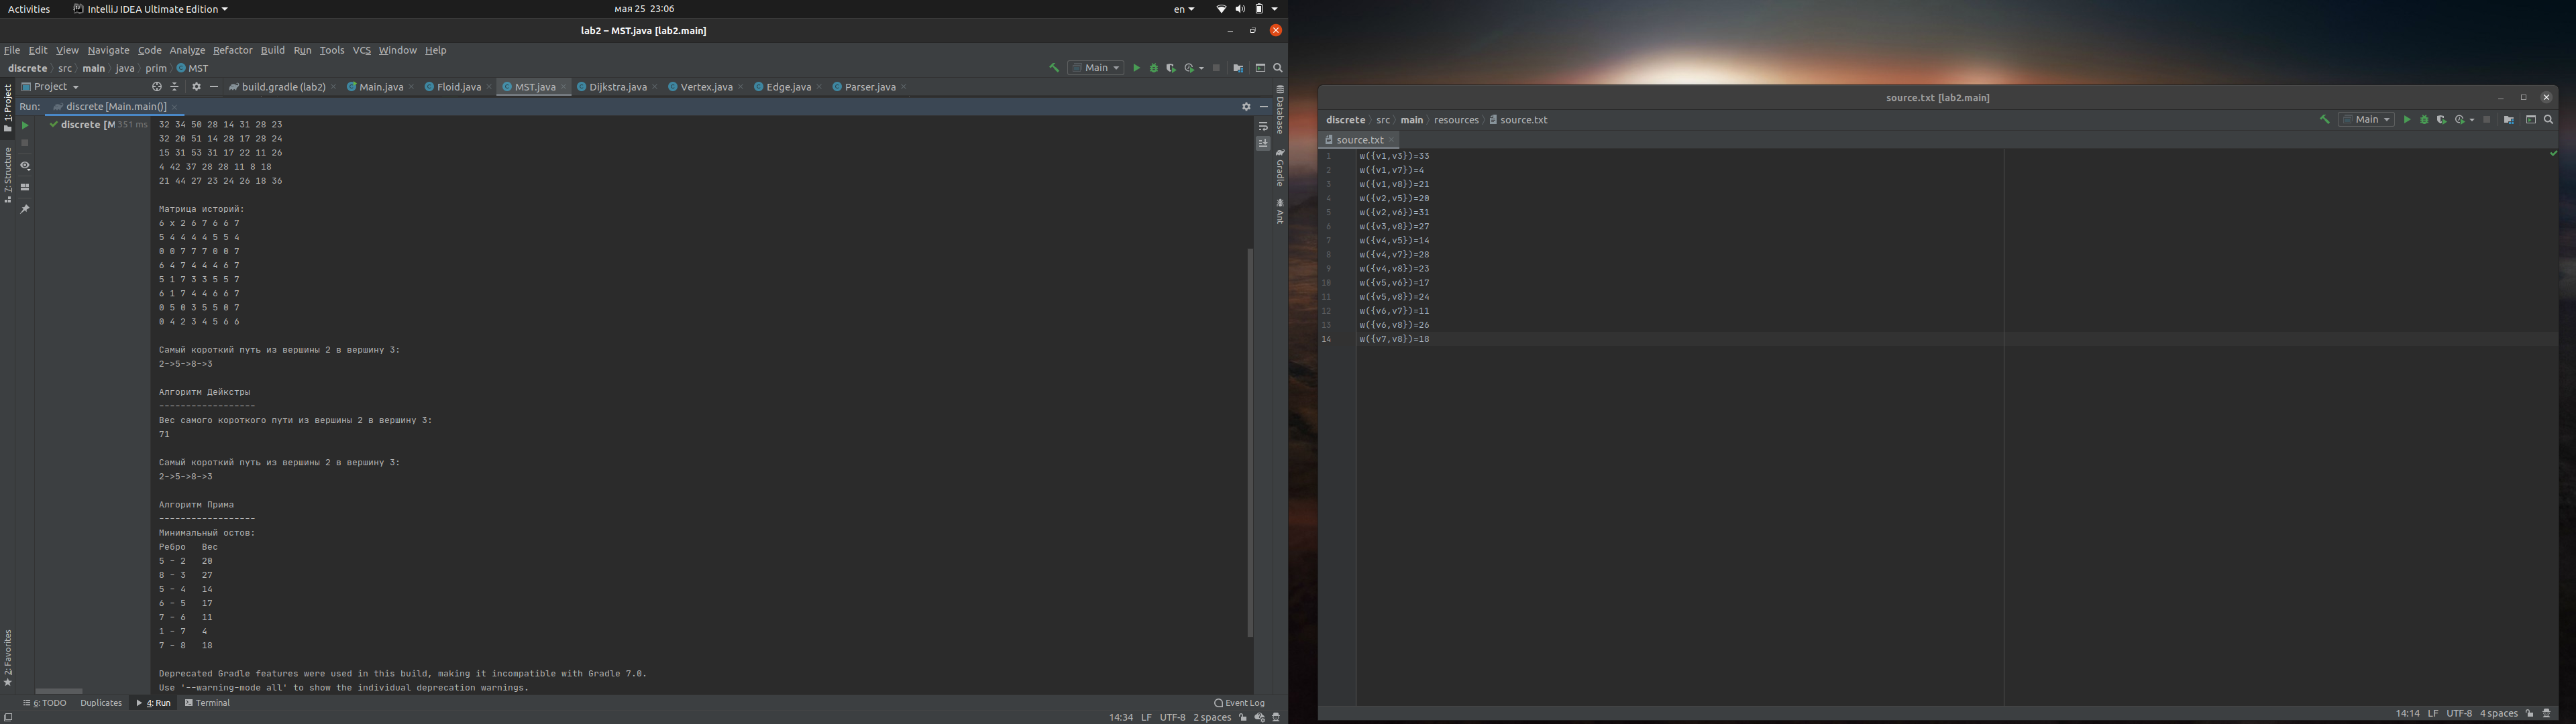 Activities IntelliJ IDEA Ultimate Edition мая 25 23:06 en
lab2 – MST.java [lab2.main]
File Edit View Navigate Code Analyze Refactor Build Run Tools VCS Window Help
discrete src main java prim MST Main
Project build.gradle (lab2) Main.java Floid.java MST.java Dijkstra.java Vertex.java Edge.java Parser.java
Run: discrete [Main.main()]
discrete [M 351 ms
1: Project
7: Structure
2: Favorites
Database
Gradle
Ant
32 34 50 28 14 31 28 23
32 20 51 14 28 17 28 24
15 31 53 31 17 22 11 26
4 42 37 28 28 11 8 18
21 44 27 23 24 26 18 36
Матрица историй:
6 x 2 6 7 6 6 7
5 4 4 4 4 5 5 4
0 0 7 7 7 0 0 7
6 4 7 4 4 4 6 7
5 1 7 3 3 5 5 7
6 1 7 4 4 6 6 7
0 5 0 3 5 5 0 7
0 4 2 3 4 5 6 6
Самый короткий путь из вершины 2 в вершину 3:
2->5->8->3
Алгоритм Дейкстры
------------------
Вес самого короткого пути из вершины 2 в вершину 3:
71
Самый короткий путь из вершины 2 в вершину 3:
2->5->8->3
Алгоритм Прима
------------------
Минимальный остов:
Ребро Вес
5 - 2 20
8 - 3 27
5 - 4 14
6 - 5 17
7 - 6 11
1 - 7 4
7 - 8 18
Deprecated Gradle features were used in this build, making it incompatible with Gradle 7.0.
Use '--warning-mode all' to show the individual deprecation warnings.
6: TODO Duplicates 4: Run Terminal Event Log
14:34 LF UTF-8 2 spaces
source.txt [lab2.main]
discrete src main resources source.txt Main
source.txt
1 w({v1,v3})=33
2 w({v1,v7})=4
3 w({v1,v8})=21
4 w({v2,v5})=20
5 w({v2,v6})=31
6 w({v3,v8})=27
7 w({v4,v5})=14
8 w({v4,v7})=28
9 w({v4,v8})=23
10 w({v5,v6})=17
11 w({v5,v8})=24
12 w({v6,v7})=11
13 w({v6,v8})=26
14 w({v7,v8})=18
14:14 LF UTF-8 4 spaces